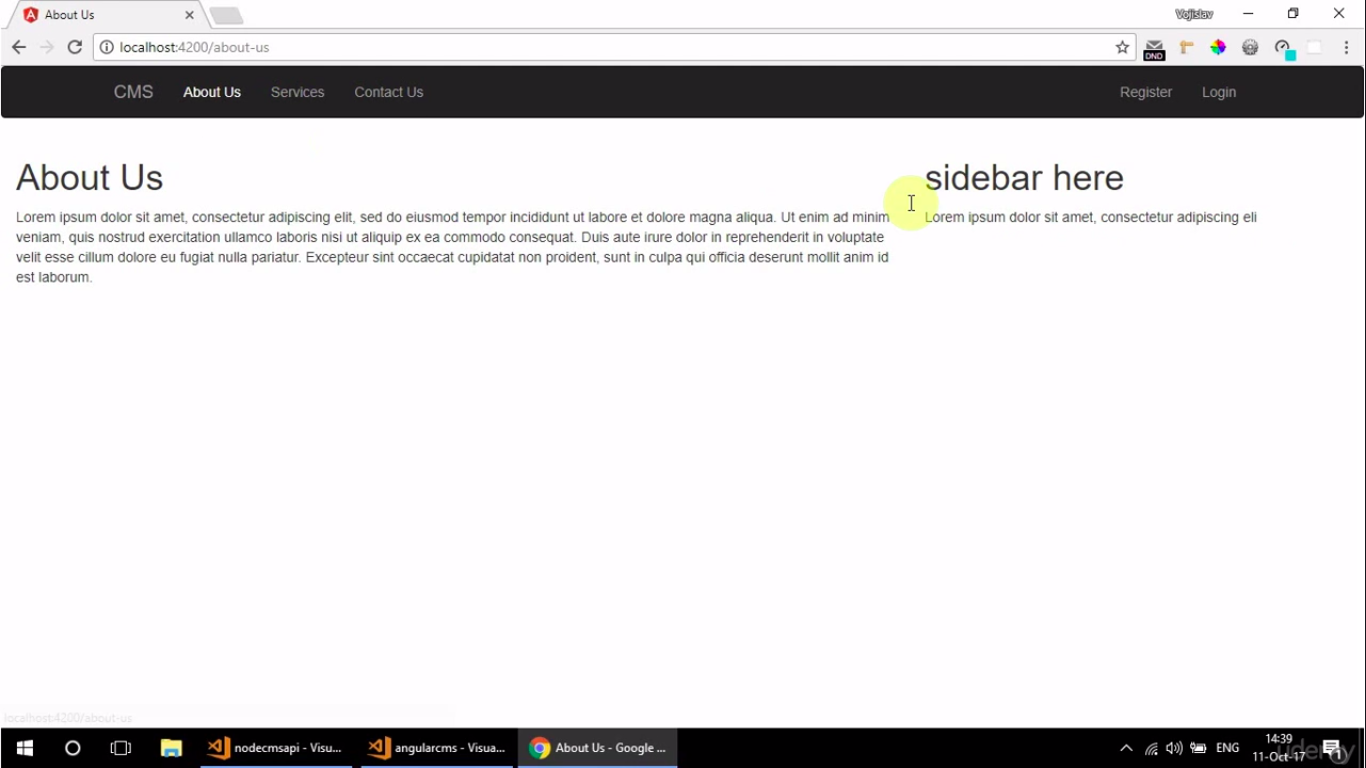 About Us
Vojislav
localhost:4200/about-us
DND
CMS About Us Services Contact Us Register Login
About Us
Lorem ipsum dolor sit amet, consectetur adipiscing elit, sed do eiusmod tempor incididunt ut labore et dolore magna aliqua. Ut enim ad minim
veniam, quis nostrud exercitation ullamco laboris nisi ut aliquip ex ea commodo consequat. Duis aute irure dolor in reprehenderit in voluptate
velit esse cillum dolore eu fugiat nulla pariatur. Excepteur sint occaecat cupidatat non proident, sunt in culpa qui officia deserunt mollit anim id
est laborum.
sidebar here
Lorem ipsum dolor sit amet, consectetur adipiscing eli
localhost:4200/about-us
nodecmsapi - Visu...
angularcms - Visua...
About Us - Google ...
ENG
14:39
11-Oct-17
1
udemy